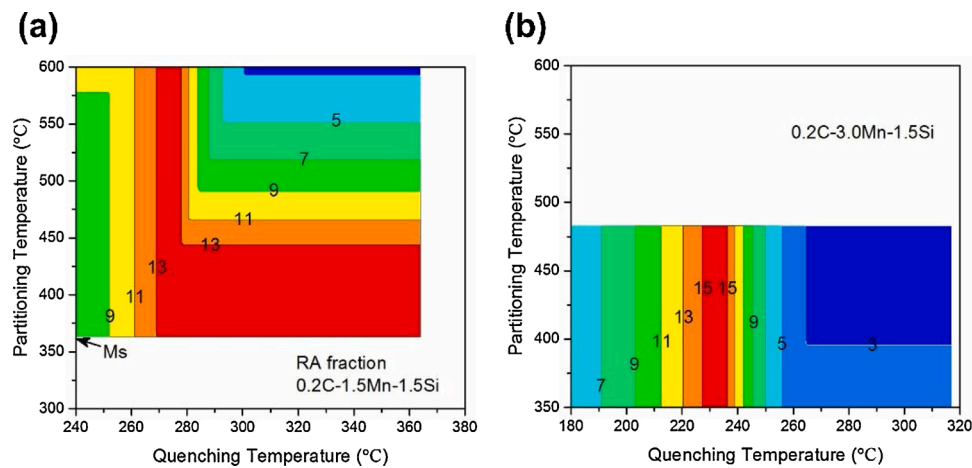 (a)
600
550
500
450
400
350
300
Partitioning Temperature (°C)
5
7
9
11
13
13
11
9
Ms
RA fraction
0.2C-1.5Mn-1.5Si
240 260 280 300 320 340 360 380
Quenching Temperature (°C)
(b)
600
550
500
450
400
350
Partitioning Temperature (°C)
0.2C-3.0Mn-1.5Si
15 15
13
9
11
5
3
9
7
180 200 220 240 260 280 300 320
Quenching Temperature (°C)